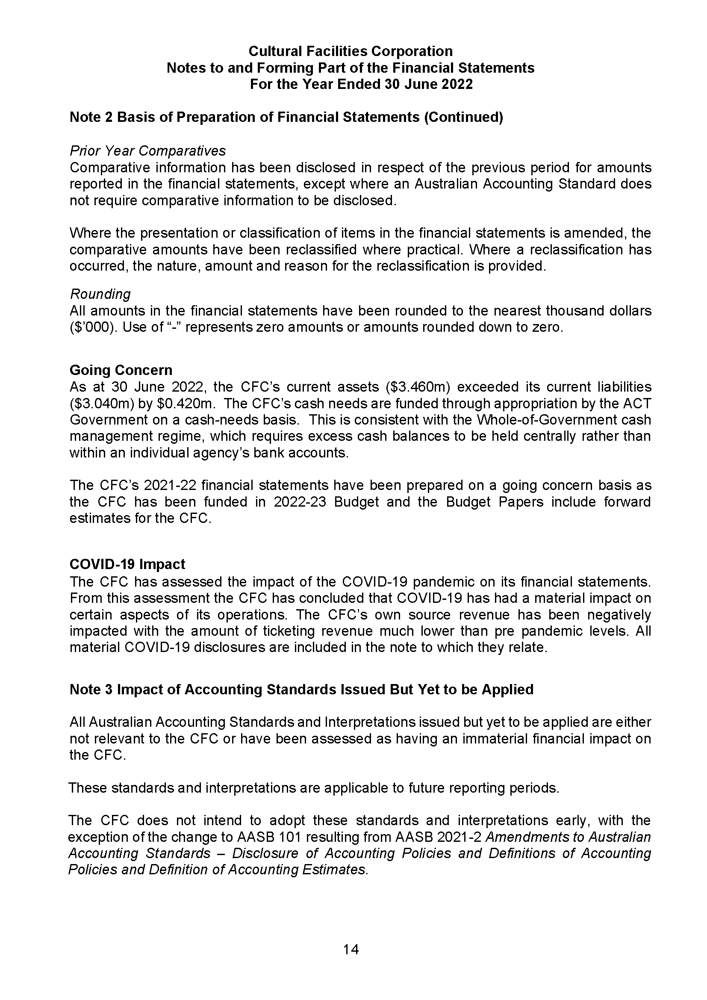 Cultural Facilities Corporation
Notes to and Forming Part of the Financial Statements
For the Year Ended 30 June 2022
Note 2 Basis of Preparation of Financial Statements (Continued)
Prior Year Comparatives
Comparative information has been disclosed in respect of the previous period for amounts
reported in the financial statements, except where an Australian Accounting Standard does
not require comparative information to be disclosed.
Where the presentation or classification of items in the financial statements is amended, the
comparative amounts have been reclassified where practical. Where a reclassification has
occurred, the nature, amount and reason for the reclassification is provided.
Rounding
All amounts in the financial statements have been rounded to the nearest thousand dollars
($’000). Use of “-” represents zero amounts or amounts rounded down to zero.
Going Concern
As at 30 June 2022, the CFC’s current assets ($3.460m) exceeded its current liabilities
($3.040m) by $0.420m. The CFC’s cash needs are funded through appropriation by the ACT
Government on a cash-needs basis. This is consistent with the Whole-of-Government cash
management regime, which requires excess cash balances to be held centrally rather than
within an individual agency’s bank accounts.
The CFC’s 2021-22 financial statements have been prepared on a going concern basis as
the CFC has been funded in 2022-23 Budget and the Budget Papers include forward
estimates for the CFC.
COVID-19 Impact
The CFC has assessed the impact of the COVID-19 pandemic on its financial statements.
From this assessment the CFC has concluded that COVID-19 has had a material impact on
certain aspects of its operations. The CFC’s own source revenue has been negatively
impacted with the amount of ticketing revenue much lower than pre pandemic levels. All
material COVID-19 disclosures are included in the note to which they relate.
Note 3 Impact of Accounting Standards Issued But Yet to be Applied
All Australian Accounting Standards and Interpretations issued but yet to be applied are either
not relevant to the CFC or have been assessed as having an immaterial financial impact on
the CFC.
These standards and interpretations are applicable to future reporting periods.
The CFC does not intend to adopt these standards and interpretations early, with the
exception of the change to AASB 101 resulting from AASB 2021-2 Amendments to Australian
Accounting Standards – Disclosure of Accounting Policies and Definitions of Accounting
Policies and Definition of Accounting Estimates.
14